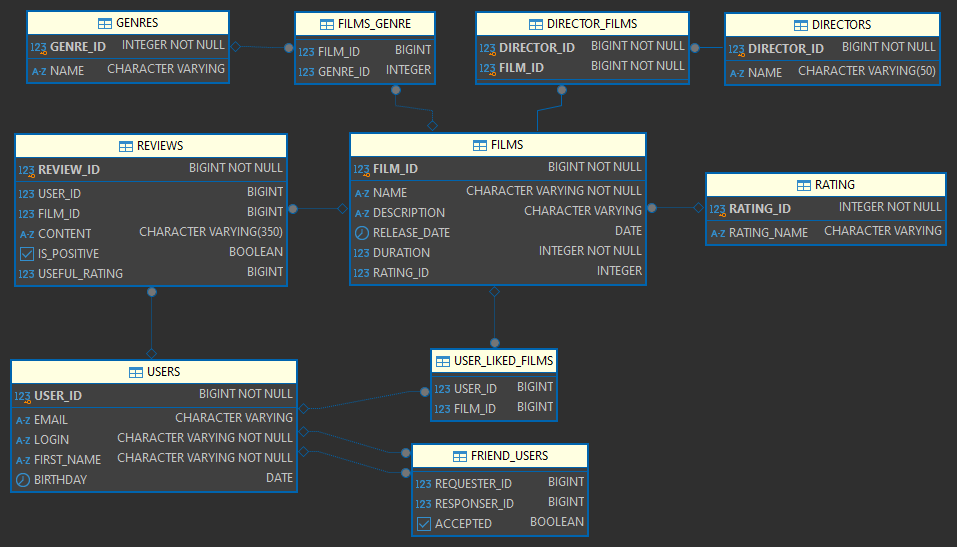 GENRES
123 GENRE_ID INTEGER NOT NULL
A-Z NAME CHARACTER VARYING
FILMS_GENRE
123 FILM_ID BIGINT
123 GENRE_ID INTEGER
DIRECTOR_FILMS
123 DIRECTOR_ID BIGINT NOT NULL
123 FILM_ID BIGINT NOT NULL
DIRECTORS
123 DIRECTOR_ID BIGINT NOT NULL
A-Z NAME CHARACTER VARYING(50)
REVIEWS
123 REVIEW_ID BIGINT NOT NULL
123 USER_ID BIGINT
123 FILM_ID BIGINT
A-Z CONTENT CHARACTER VARYING(350)
IS_POSITIVE BOOLEAN
123 USEFUL_RATING BIGINT
FILMS
123 FILM_ID BIGINT NOT NULL
A-Z NAME CHARACTER VARYING NOT NULL
A-Z DESCRIPTION CHARACTER VARYING
RELEASE_DATE DATE
123 DURATION INTEGER NOT NULL
123 RATING_ID INTEGER
RATING
123 RATING_ID INTEGER NOT NULL
A-Z RATING_NAME CHARACTER VARYING
USERS
123 USER_ID BIGINT NOT NULL
A-Z EMAIL CHARACTER VARYING
A-Z LOGIN CHARACTER VARYING NOT NULL
A-Z FIRST_NAME CHARACTER VARYING NOT NULL
BIRTHDAY DATE
USER_LIKED_FILMS
123 USER_ID BIGINT
123 FILM_ID BIGINT
FRIEND_USERS
123 REQUESTER_ID BIGINT
123 RESPONSER_ID BIGINT
ACCEPTED BOOLEAN